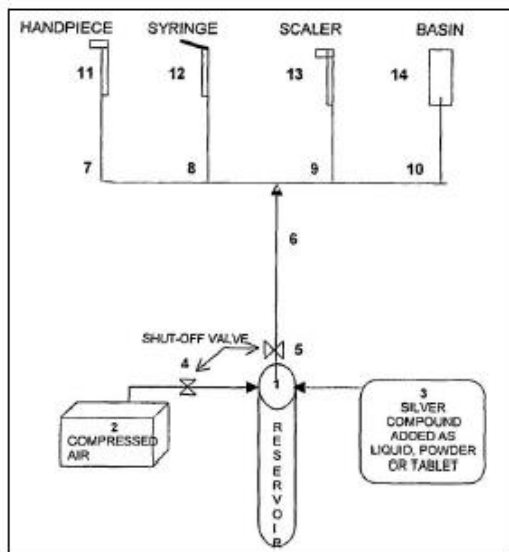 HANDPIECE SYRINGE SCALER BASIN
11 12 13 14
7 8 9 10
6
SHUT-OFF VALVE
5
4
1
2
COMPRESSED
AIR
3
SILVER
COMPOUND
ADDED AS
LIQUID, POWDER
OR TABLET
RESERVOIR